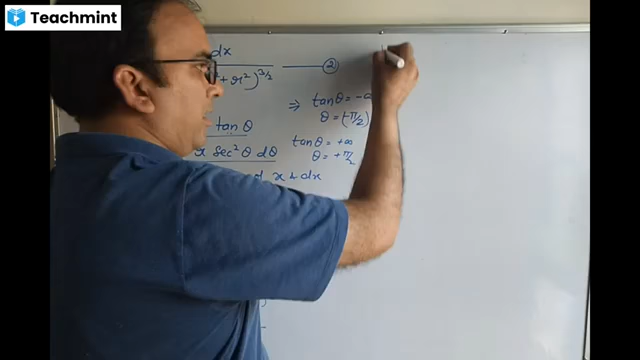 Teachmint
dx
+ r²)^(3/2) —— ②
⇒ tanθ = -∞
θ = (-π/2)
tanθ
tanθ = +∞
r sec²θ dθ
θ = +π/2
x & dx